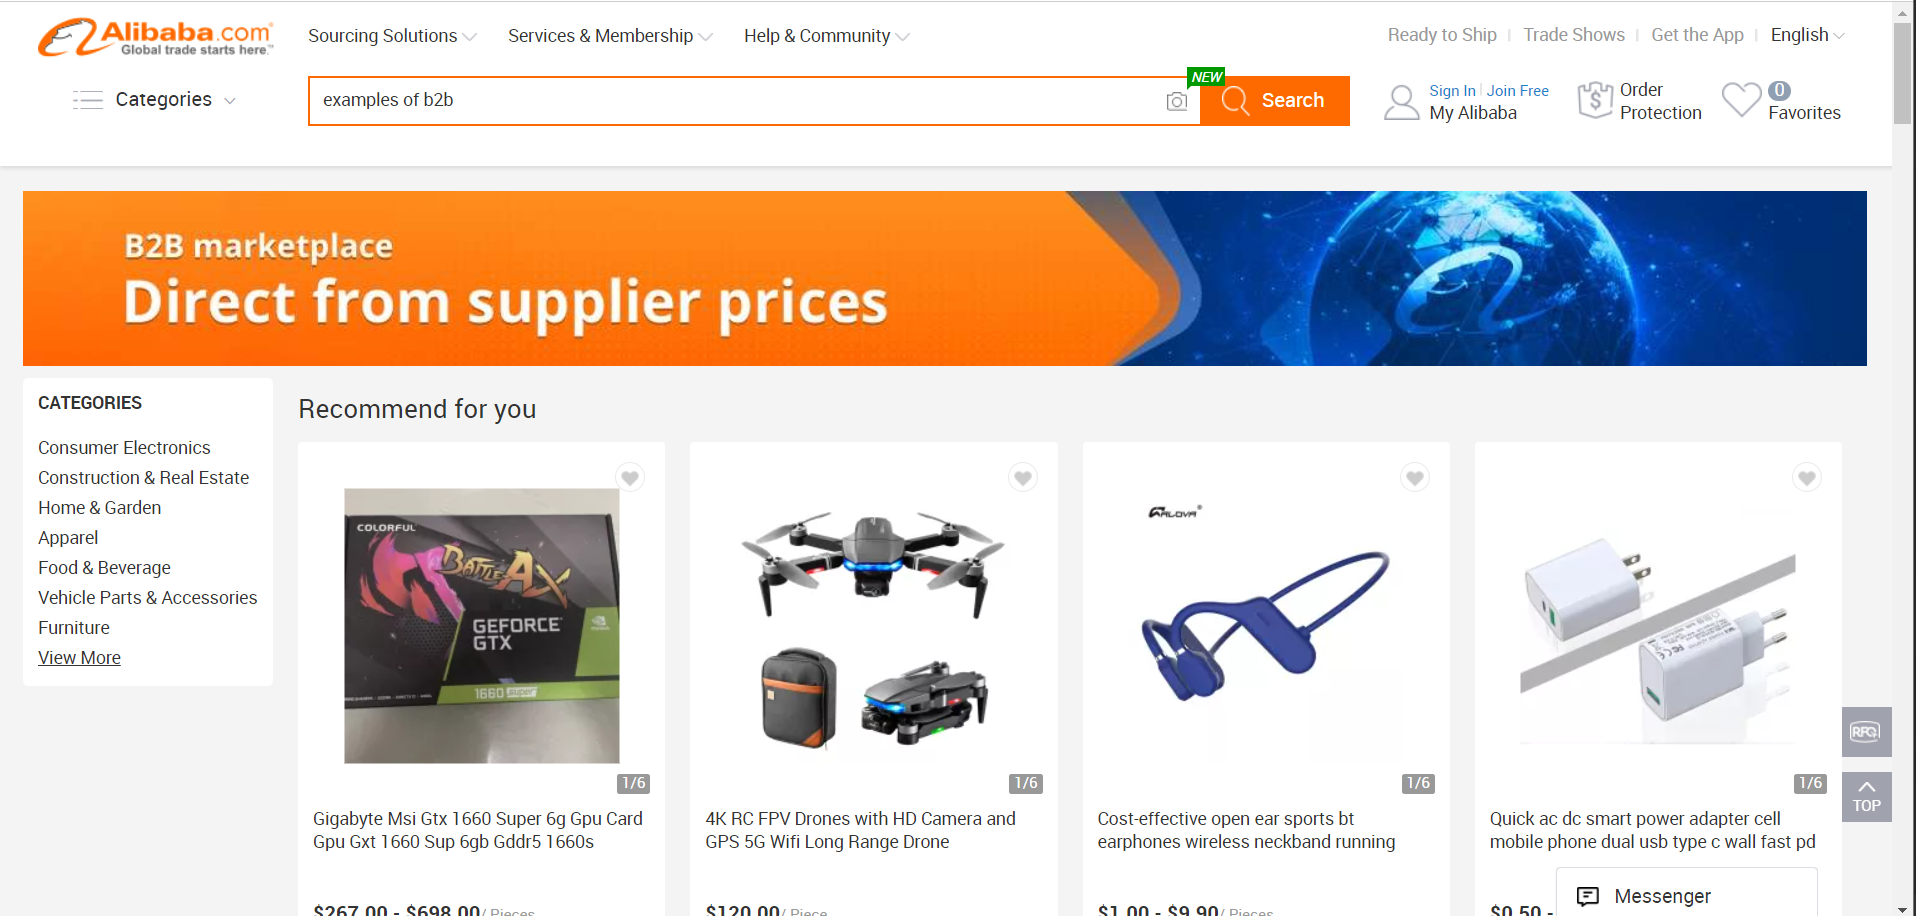 Alibaba.com
Global trade starts here.™
Sourcing Solutions
Services & Membership
Help & Community
Ready to Ship
Trade Shows
Get the App
English
Categories
examples of b2b
NEW
Search
Sign In
Join Free
My Alibaba
Order
Protection
0
Favorites
B2B marketplace
Direct from supplier prices
CATEGORIES
Consumer Electronics
Construction & Real Estate
Home & Garden
Apparel
Food & Beverage
Vehicle Parts & Accessories
Furniture
View More
Recommend for you
COLORFUL
BATTLE AX
GEFORCE
GTX
1660 super
1/6
Gigabyte Msi Gtx 1660 Super 6g Gpu Card
Gpu Gxt 1660 Sup 6gb Gddr5 1660s
$267.00 - $698.00/ Pieces
1/6
4K RC FPV Drones with HD Camera and
GPS 5G Wifi Long Range Drone
$120.00/ Piece
ARLOVA®
1/6
Cost-effective open ear sports bt
earphones wireless neckband running
$1.00 - $9.90/ Pieces
1/6
Quick ac dc smart power adapter cell
mobile phone dual usb type c wall fast pd
$0.50 -
RFQ
TOP
Messenger